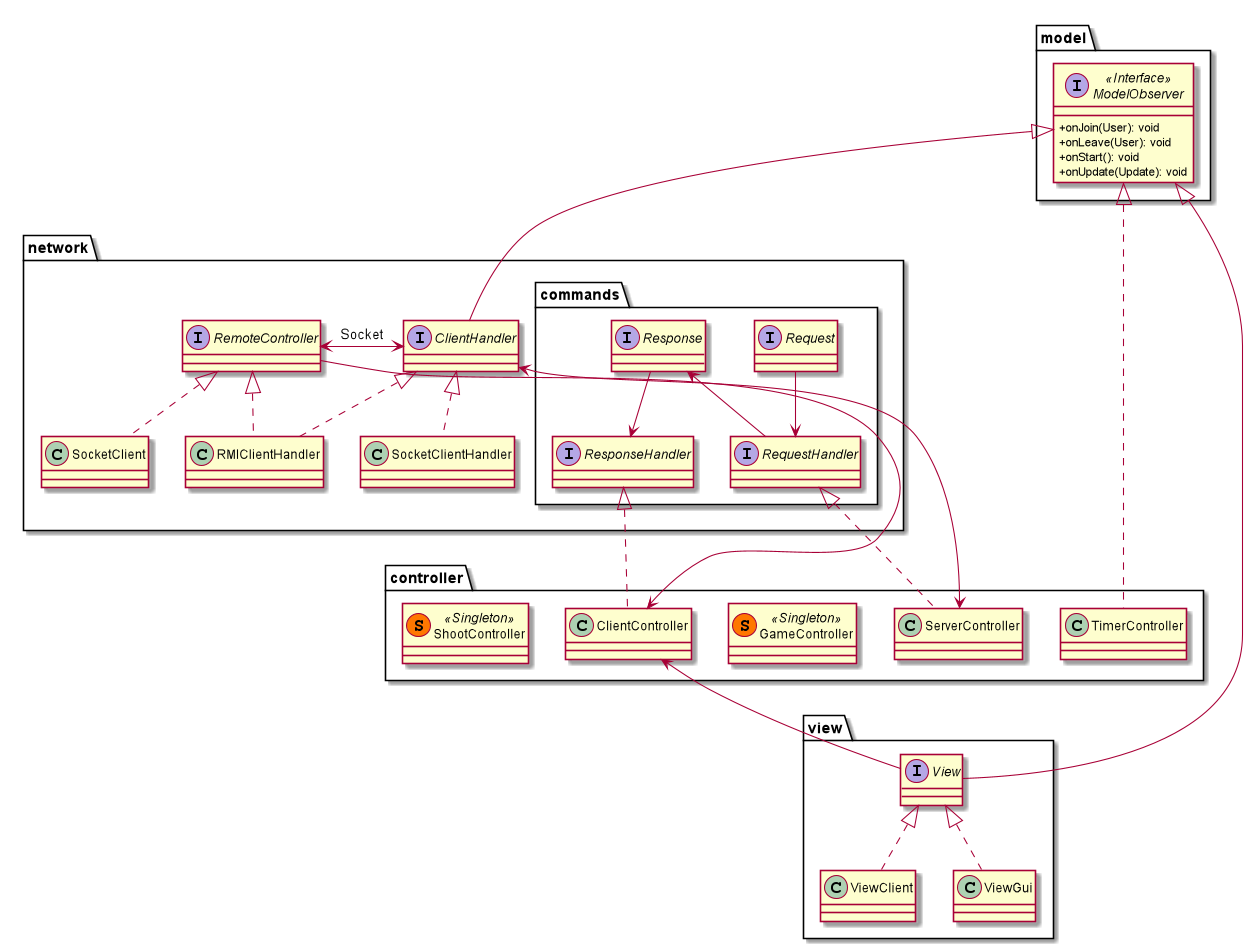 model
I
«Interface»
ModelObserver
+onJoin(User): void
+onLeave(User): void
+onStart(): void
+onUpdate(Update): void
network
commands
I RemoteController
Socket
I ClientHandler
I Response
I Request
C SocketClient
C RMIClientHandler
C SocketClientHandler
I ResponseHandler
I RequestHandler
controller
S
«Singleton»
ShootController
C ClientController
S
«Singleton»
GameController
C ServerController
C TimerController
view
I View
C ViewClient
C ViewGui